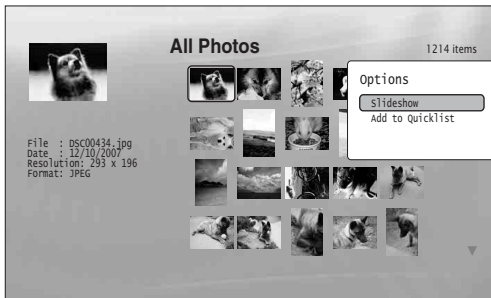 All Photos
1214 items
Options
Slideshow
Add to Quicklist
File : DSC00434.jpg
Date : 12/10/2007
Resolution: 293 x 196
Format: JPEG